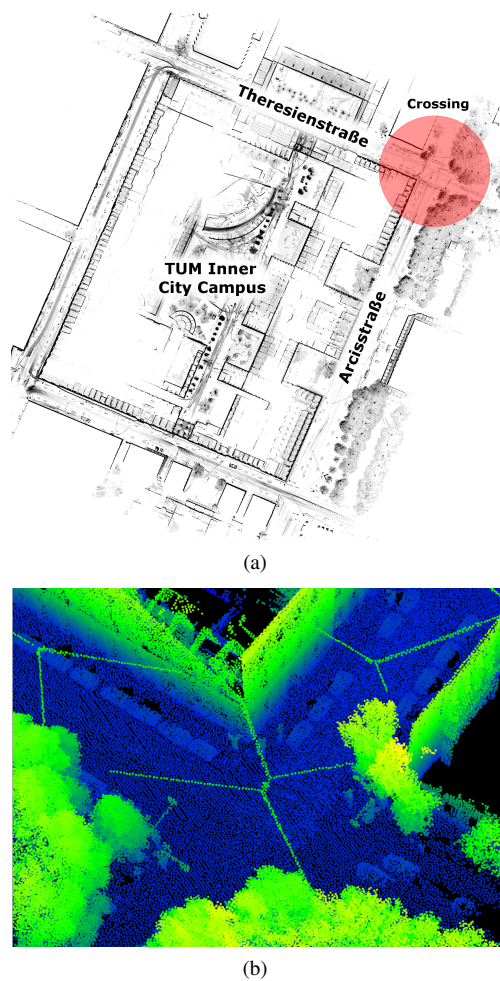 Theresienstraße
Crossing
TUM Inner
City Campus
Arcisstraße
(a)
(b)